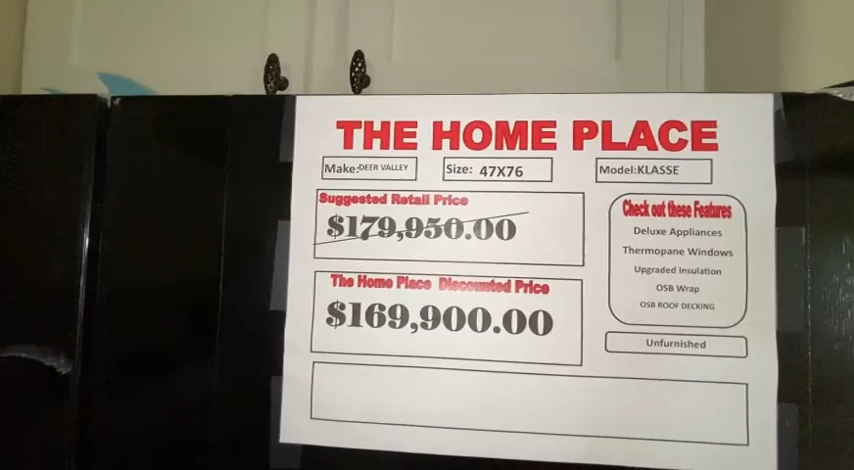 THE HOME PLACE
Make:DEER VALLEY
Size: 47X76
Model:KLASSE
Suggested Retail Price
$179,950.00
Check out these Features
Deluxe Appliances
Thermopane Windows
Upgraded Insulation
OSB Wrap
OSB ROOF DECKING
The Home Place Discounted Price
$169,900.00
Unfurnished